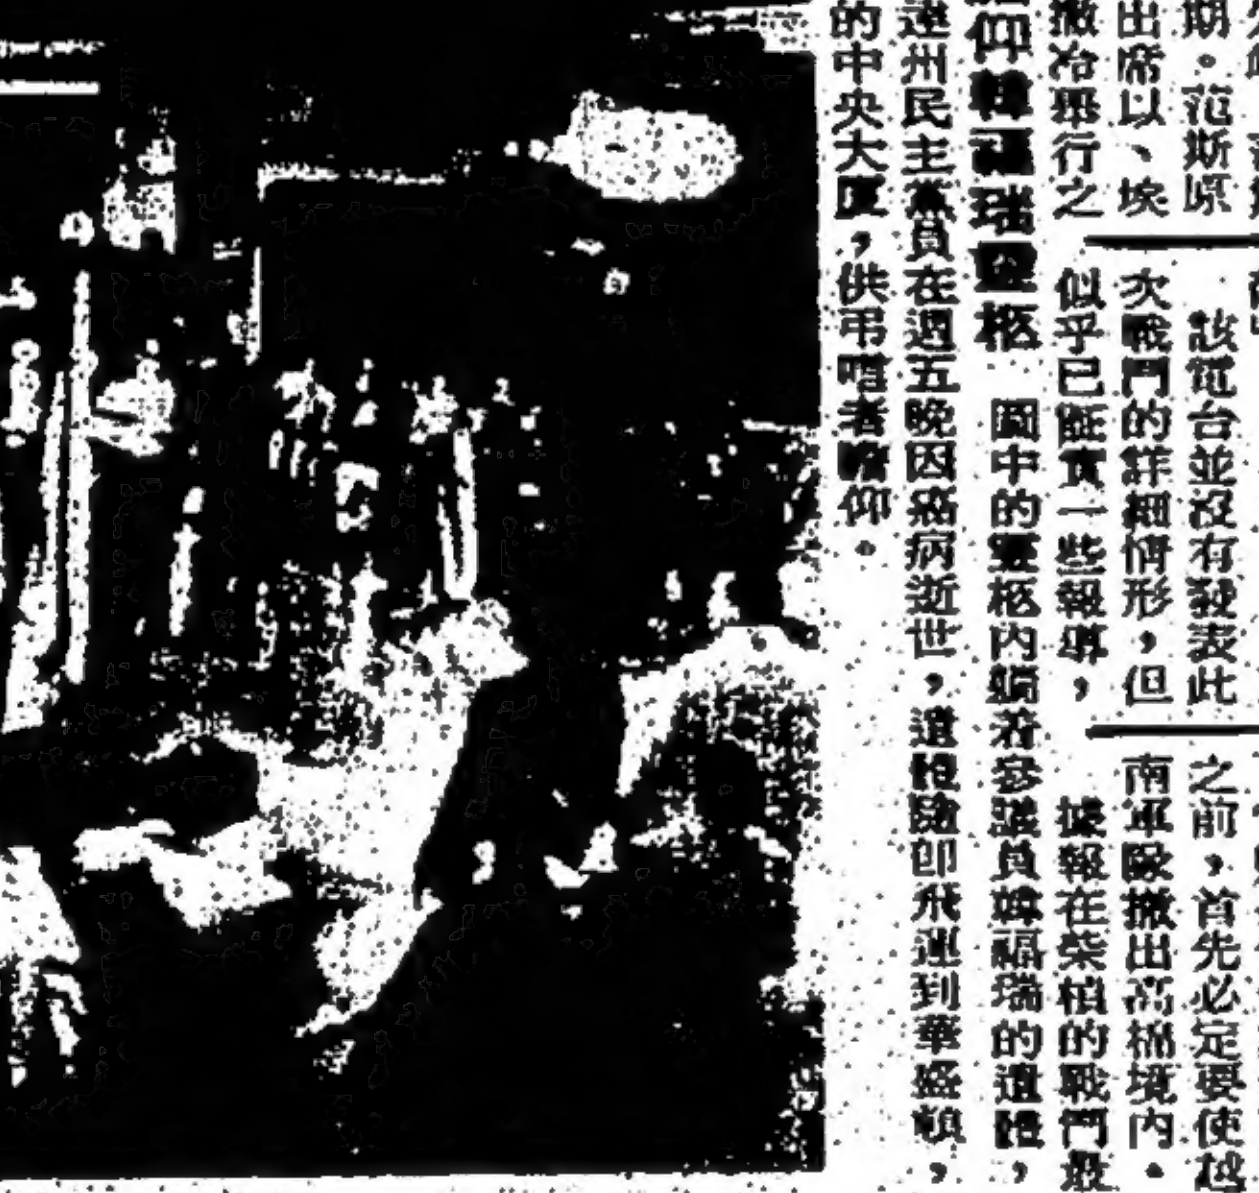 期。范斯原
出席以、埃
撤冷舉行之
該電台並沒有發表此
次戰鬥的詳細情形,但
似乎已証實一些報導,
之前,首先必定要使越
南軍隊撤出高棉境內。
據報在柴楨的戰鬥最
仰韓福瑞靈柩
圖中的靈柩內躺着參議員韓福瑞的遺體,
達州民主黨員在週五晚因癌病逝世,遺體隨即飛運到華盛頓,
的中央大廈,供弔唁者瞻仰。